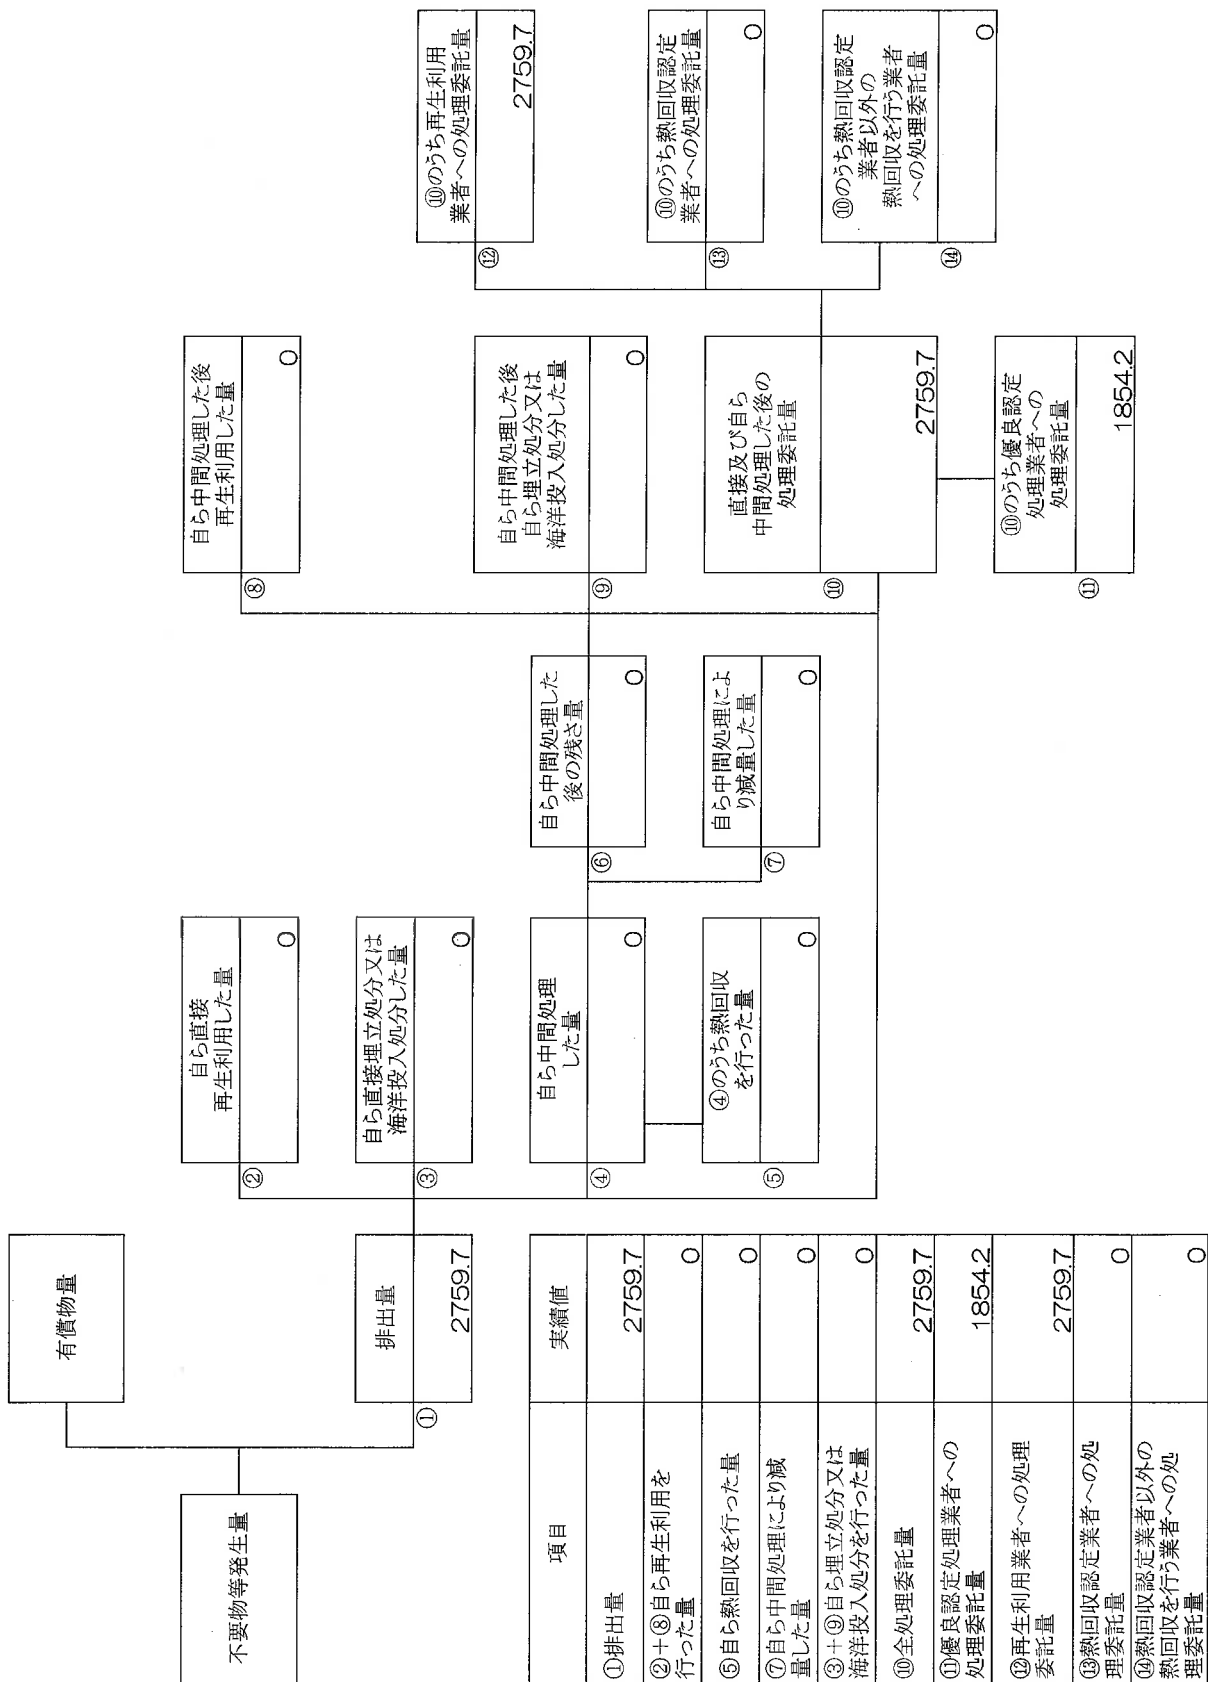 不要物等発生量
有償物量
①
排出量
2759.7
②
自ら直接
再生利用した量
0
③
自ら直接埋立処分又は
海洋投入処分した量
0
④
自ら中間処理
した量
0
⑤
④のうち熱回収
を行った量
0
⑥
自ら中間処理した
後の残さ量
0
⑦
自ら中間処理によ
り減量した量
0
⑧
自ら中間処理した後
再生利用した量
0
⑨
自ら中間処理した後
自ら埋立処分又は
海洋投入処分した量
0
⑩
直接及び自ら
中間処理した後の
処理委託量
2759.7
⑪
⑩のうち優良認定
処理業者への
処理委託量
1854.2
⑫
⑩のうち再生利用
業者への処理委託量
2759.7
⑬
⑩のうち熱回収認定
業者への処理委託量
0
⑭
⑩のうち熱回収認定
業者以外の
熱回収を行う業者
への処理委託量
0
項目
実績値
①排出量
2759.7
②+⑧自ら再生利用を
行った量
0
⑤自ら熱回収を行った量
0
⑦自ら中間処理により減
量した量
0
③+⑨自ら埋立処分又は
海洋投入処分を行った量
0
⑩全処理委託量
2759.7
⑪優良認定処理業者への
処理委託量
1854.2
⑫再生利用業者への処理
委託量
2759.7
⑬熱回収認定業者への処
理委託量
0
⑭熱回収認定業者以外の
熱回収を行う業者への処
理委託量
0